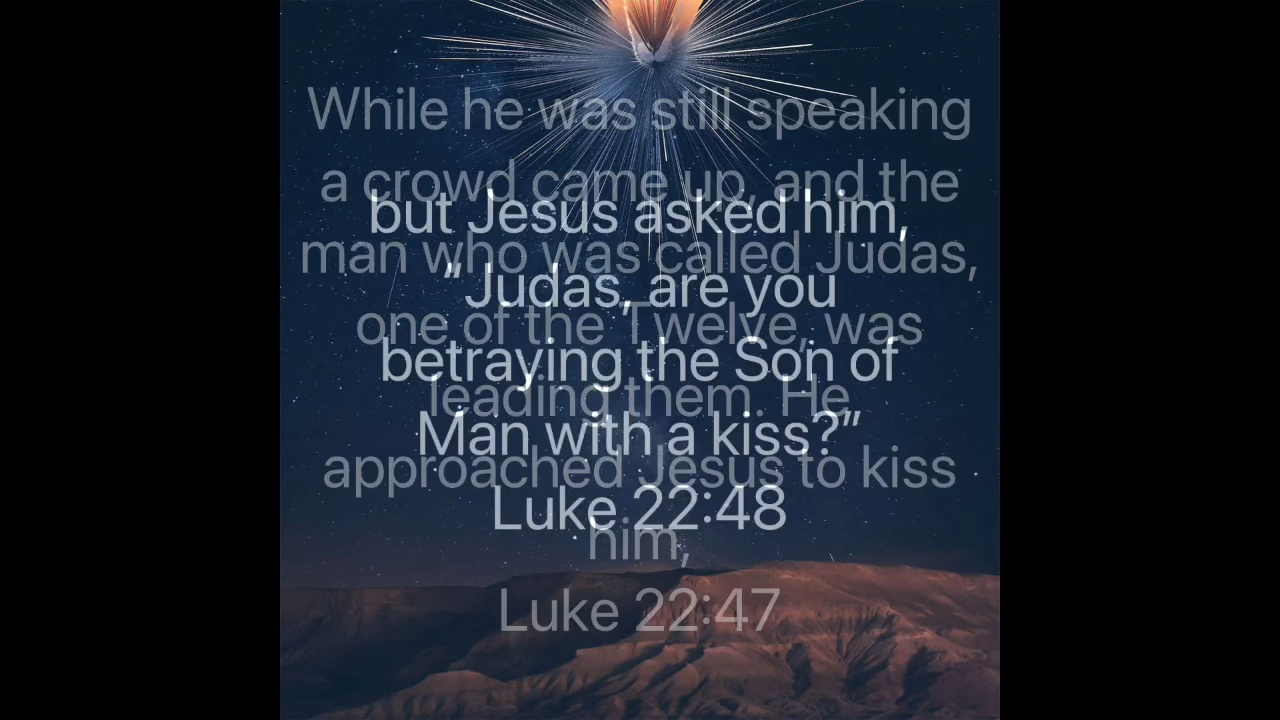 While he was still speaking
a crowd came up, and the
man who was called Judas,
one of the Twelve, was
leading them. He
approached Jesus to kiss
him,
Luke 22:47
but Jesus asked him,
“Judas, are you
betraying the Son of
Man with a kiss?”
Luke 22:48